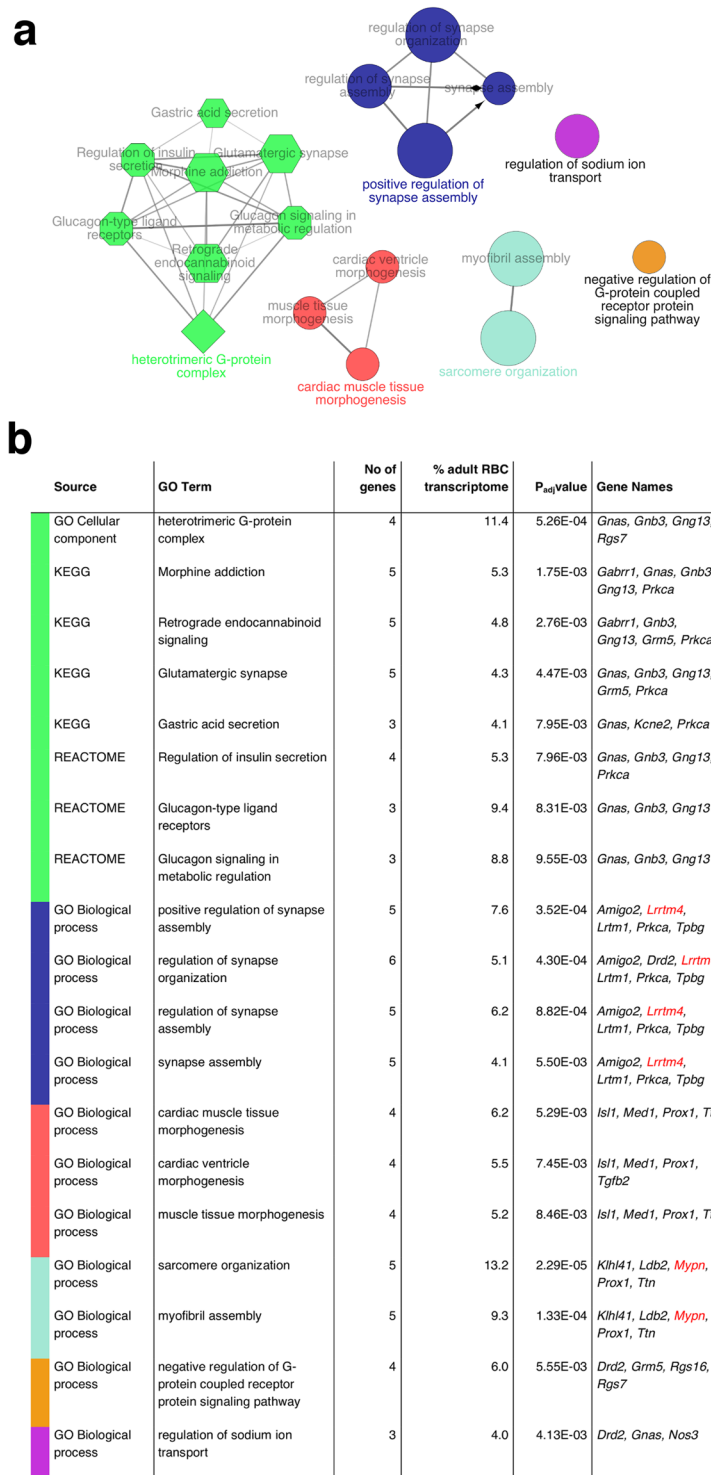 a
regulation of synapse
organization
regulation of synapse
assembly
synapse assembly
positive regulation of
synapse assembly
regulation of sodium ion
transport
Gastric acid secretion
Regulation of insulin
secretion
Glutamatergic synapse
Morphine addiction
Glucagon-type ligand
receptors
Glucagon signaling in
metabolic regulation
Retrograde
endocannabinoid
signaling
heterotrimeric G-protein
complex
cardiac ventricle
morphogenesis
muscle tissue
morphogenesis
cardiac muscle tissue
morphogenesis
myofibril assembly
sarcomere organization
negative regulation of
G-protein coupled
receptor protein
signaling pathway
b
Source GO Term No of genes % adult RBC transcriptome Padjvalue Gene Names
GO Cellular heterotrimeric G-protein 4 11.4 5.26E-04 Gnas, Gnb3, Gng13,
component complex Rgs7
KEGG Morphine addiction 5 5.3 1.75E-03 Gabrr1, Gnas, Gnb3
Gng13, Prkca
KEGG Retrograde endocannabinoid 5 4.8 2.76E-03 Gabrr1, Gnb3,
signaling Gng13, Grm5, Prkca
KEGG Glutamatergic synapse 5 4.3 4.47E-03 Gnas, Gnb3, Gng13,
Grm5, Prkca
KEGG Gastric acid secretion 3 4.1 7.95E-03 Gnas, Kcne2, Prkca
REACTOME Regulation of insulin secretion 4 5.3 7.96E-03 Gnas, Gnb3, Gng13,
Prkca
REACTOME Glucagon-type ligand 3 9.4 8.31E-03 Gnas, Gnb3, Gng13
receptors
REACTOME Glucagon signaling in 3 8.8 9.55E-03 Gnas, Gnb3, Gng13
metabolic regulation
GO Biological positive regulation of synapse 5 7.6 3.52E-04 Amigo2, Lrrtm4,
process assembly Lrtm1, Prkca, Tpbg
GO Biological regulation of synapse 6 5.1 4.30E-04 Amigo2, Drd2, Lrrtm
process organization Lrtm1, Prkca, Tpbg
GO Biological regulation of synapse 5 6.2 8.82E-04 Amigo2, Lrrtm4,
process assembly Lrtm1, Prkca, Tpbg
GO Biological synapse assembly 5 4.1 5.50E-03 Amigo2, Lrrtm4,
process Lrtm1, Prkca, Tpbg
GO Biological cardiac muscle tissue 4 6.2 5.29E-03 Isl1, Med1, Prox1,
process morphogenesis
GO Biological cardiac ventricle 4 5.5 7.45E-03 Isl1, Med1, Prox1,
process morphogenesis Tgfb2
GO Biological muscle tissue morphogenesis 4 5.2 8.46E-03 Isl1, Med1, Prox1,
process
GO Biological sarcomere organization 5 13.2 2.29E-05 Klhl41, Ldb2, Mypn,
process Prox1, Ttn
GO Biological myofibril assembly 5 9.3 1.33E-04 Klhl41, Ldb2, Mypn,
process Prox1, Ttn
GO Biological negative regulation of G- 4 6.0 5.55E-03 Drd2, Grm5, Rgs16,
process protein coupled receptor Rgs7
protein signaling pathway
GO Biological regulation of sodium ion 3 4.0 4.13E-03 Drd2, Gnas, Nos3
process transport